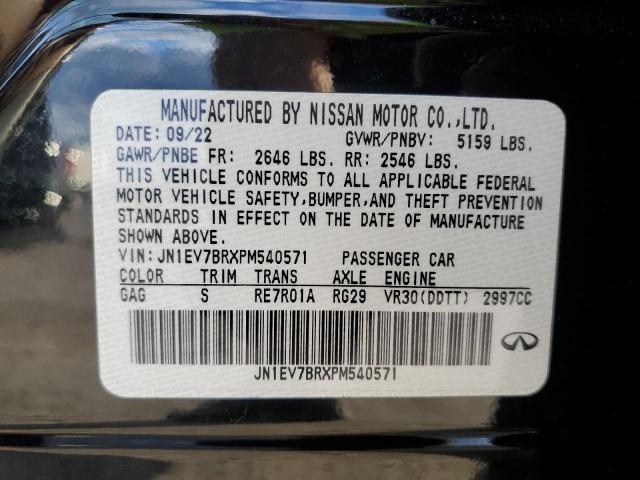 MANUFACTURED BY NISSAN MOTOR CO.,LTD.
DATE: 09/22 GVWR/PNBV: 5159 LBS.
GAWR/PNBE FR: 2646 LBS. RR: 2546 LBS.
THIS VEHICLE CONFORMS TO ALL APPLICABLE FEDERAL
MOTOR VEHICLE SAFETY,BUMPER,AND THEFT PREVENTION
STANDARDS IN EFFECT ON THE DATE OF MANUFACTURE
SHOWN ABOVE.
VIN: JN1EV7BRXPM540571 PASSENGER CAR
COLOR TRIM TRANS AXLE ENGINE
GAG S RE7R01A RG29 VR30(DDTT) 2997CC
JN1EV7BRXPM540571